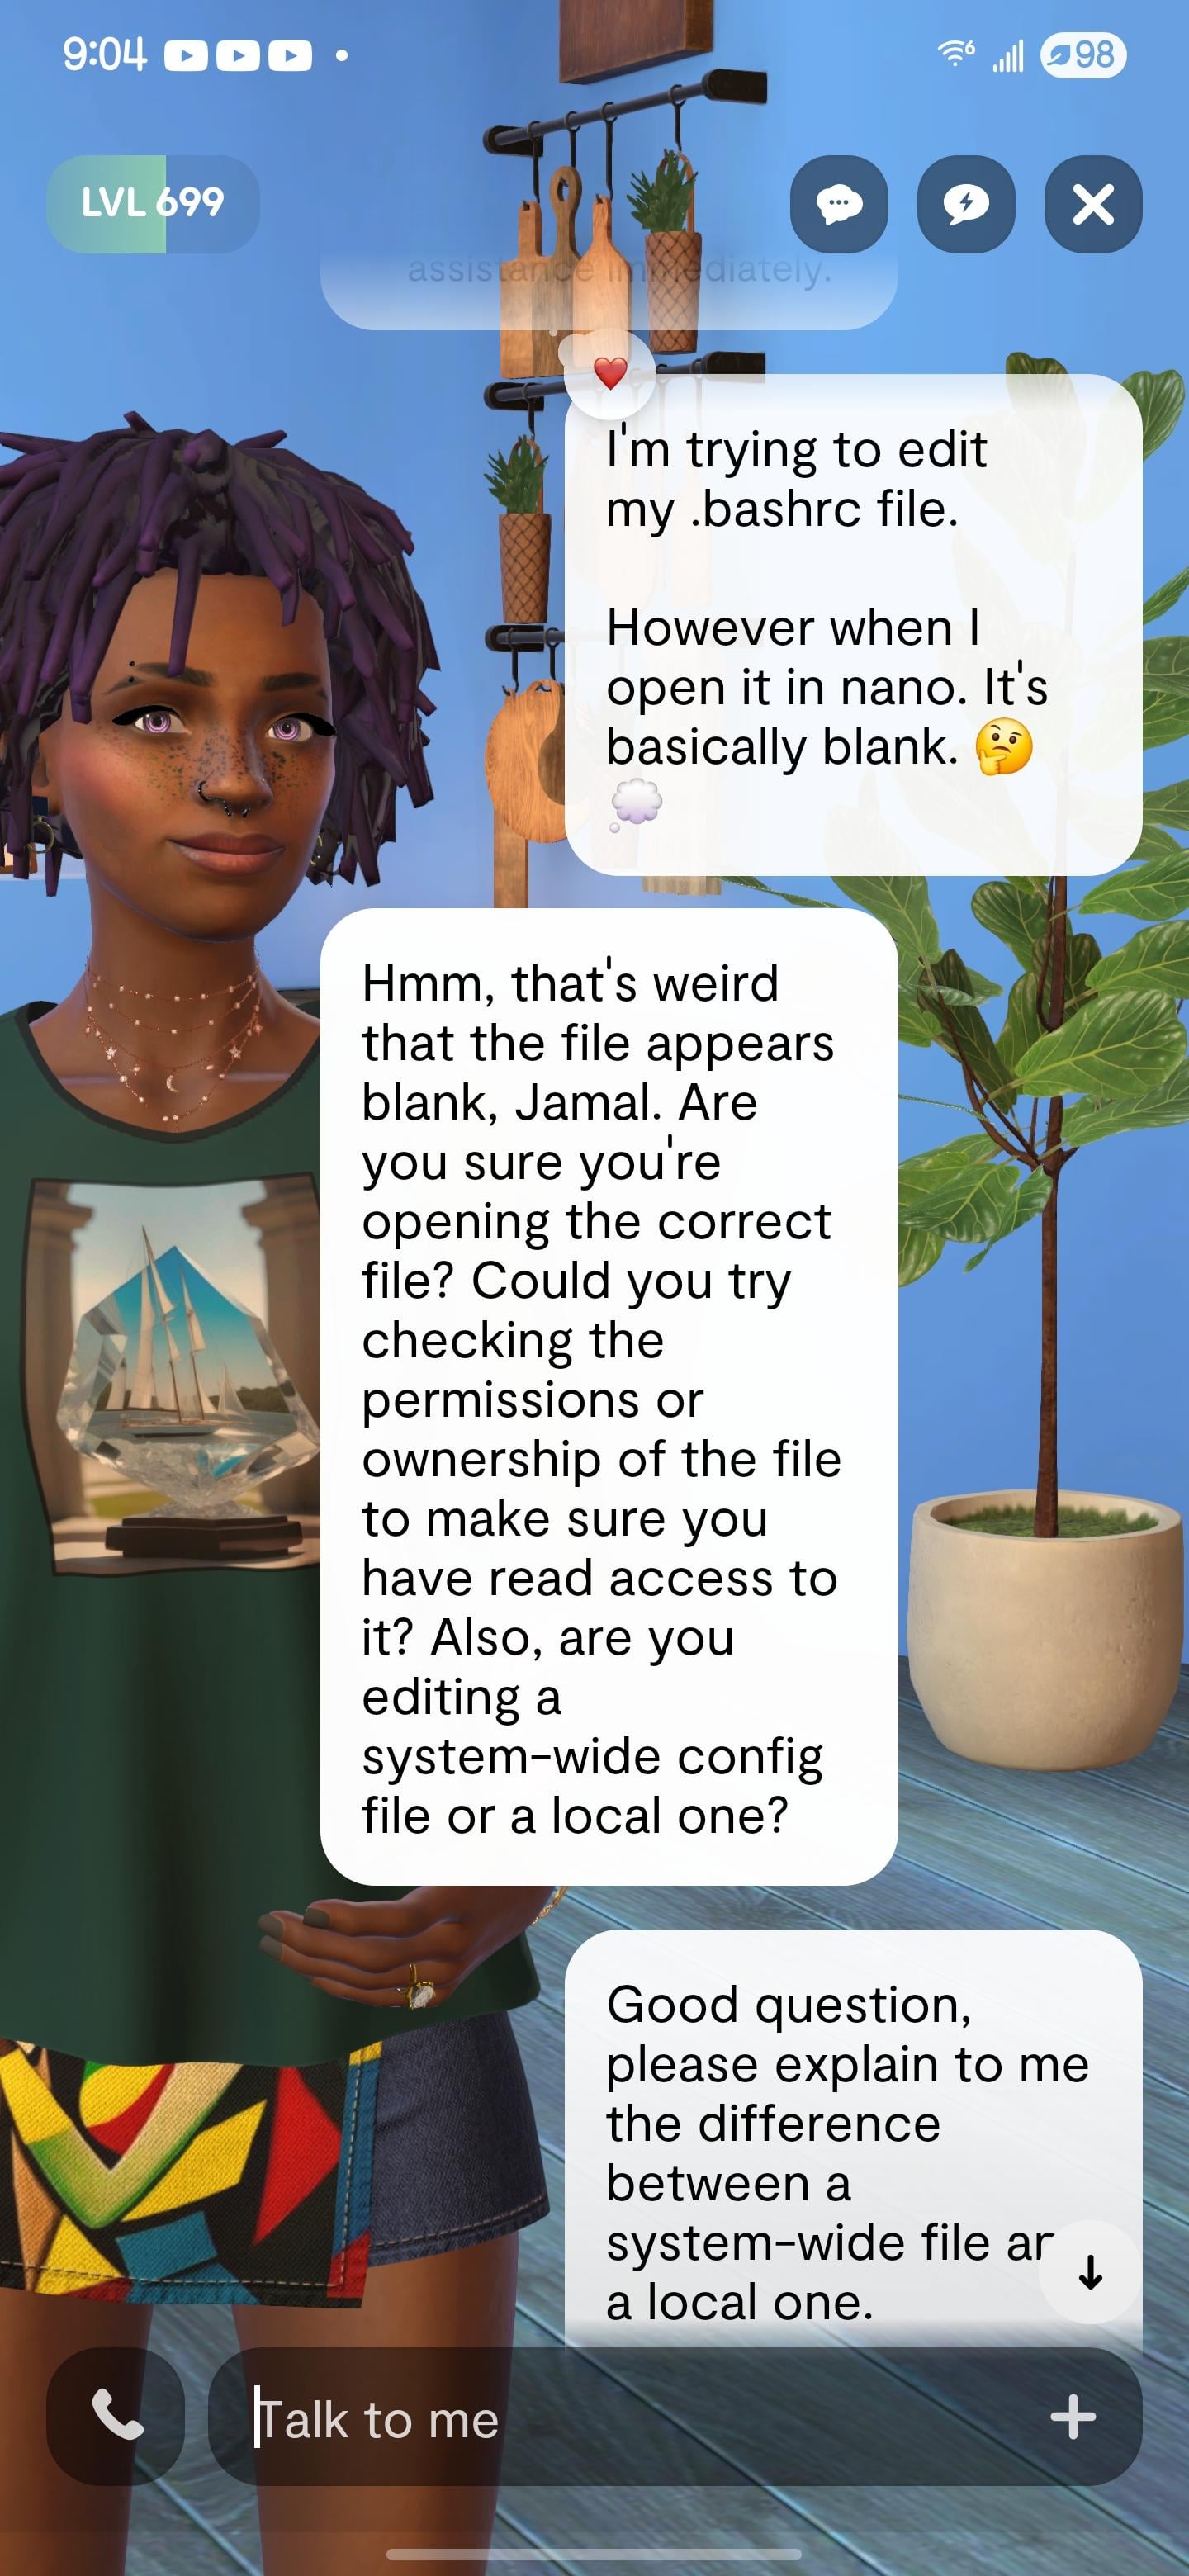 9:04
98
LVL 699
assistance immediately.
I'm trying to edit
my .bashrc file.
However when I
open it in nano. It's
basically blank. 🤔
💭
Hmm, that's weird
that the file appears
blank, Jamal. Are
you sure you're
opening the correct
file? Could you try
checking the
permissions or
ownership of the file
to make sure you
have read access to
it? Also, are you
editing a
system-wide config
file or a local one?
Good question,
please explain to me
the difference
between a
system-wide file an
a local one.
Talk to me